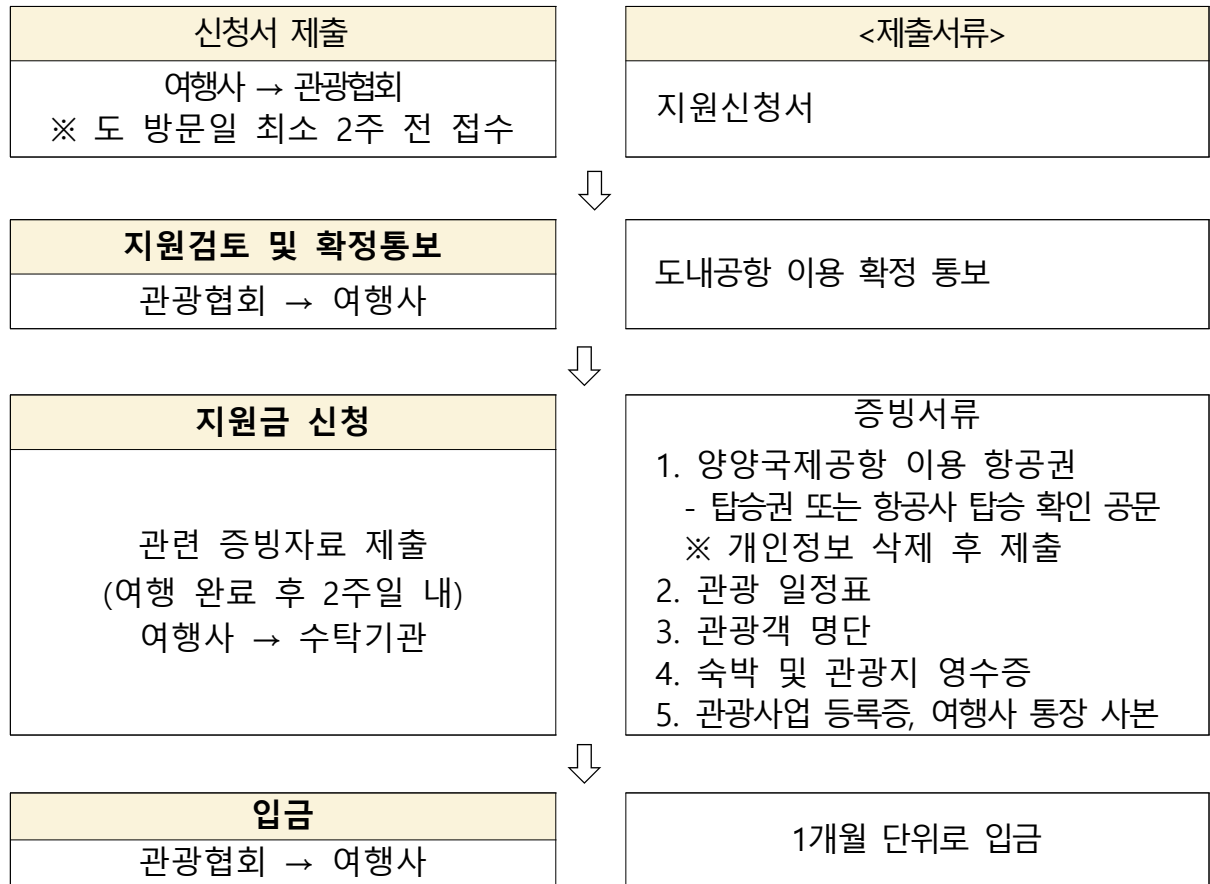 신청서 제출
여행사 → 관광협회
※ 도 방문일 최소 2주 전 접수
<제출서류>
지원신청서
⇩
지원검토 및 확정통보
관광협회 → 여행사
도내공항 이용 확정 통보
⇩
지원금 신청
관련 증빙자료 제출
(여행 완료 후 2주일 내)
여행사 → 수탁기관
증빙서류
1. 양양국제공항 이용 항공권
- 탑승권 또는 항공사 탑승 확인 공문
※ 개인정보 삭제 후 제출
2. 관광 일정표
3. 관광객 명단
4. 숙박 및 관광지 영수증
5. 관광사업 등록증, 여행사 통장 사본
⇩
입금
관광협회 → 여행사
1개월 단위로 입금